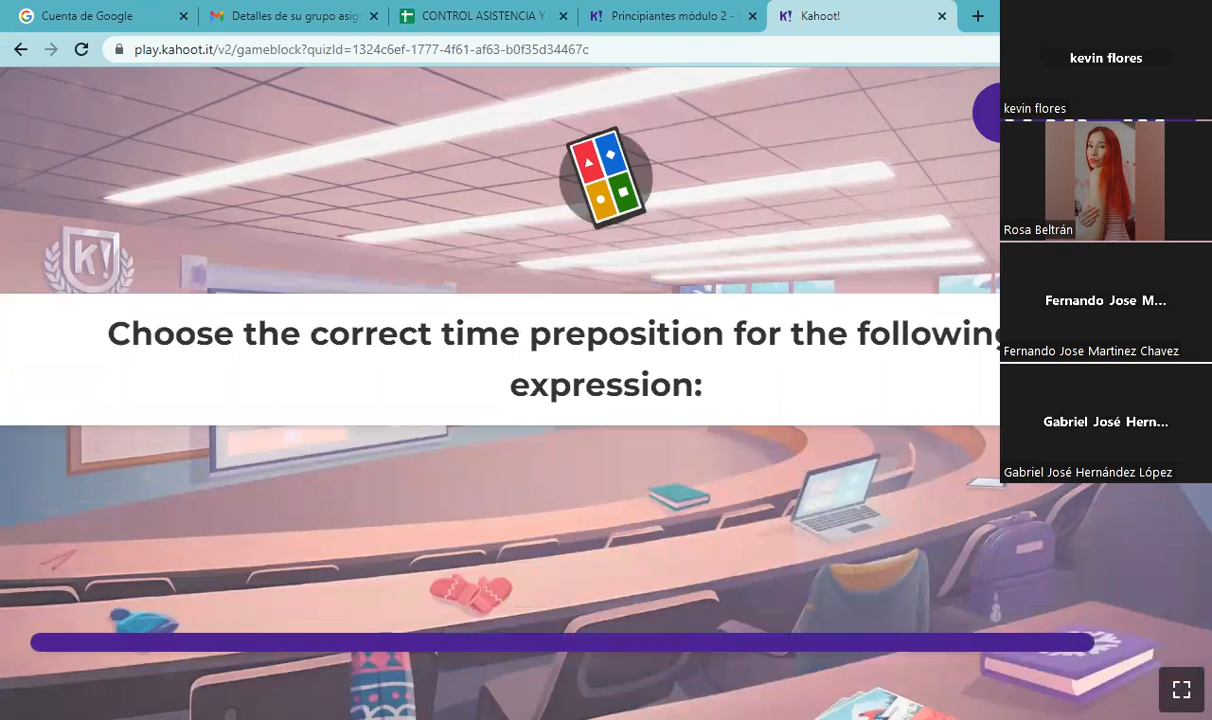 Cuenta de Google
Detalles de su grupo asig
CONTROL ASISTENCIA Y
Principiantes módulo 2 -
Kahoot!
play.kahoot.it/v2/gameblock?quizId=1324c6ef-1777-4f61-af63-b0f35d34467c
K!
Choose the correct time preposition for the following
expression:
kevin flores
kevin flores
Rosa Beltrán
Fernando Jose M...
Fernando Jose Martinez Chavez
Gabriel José Hern...
Gabriel José Hernández López